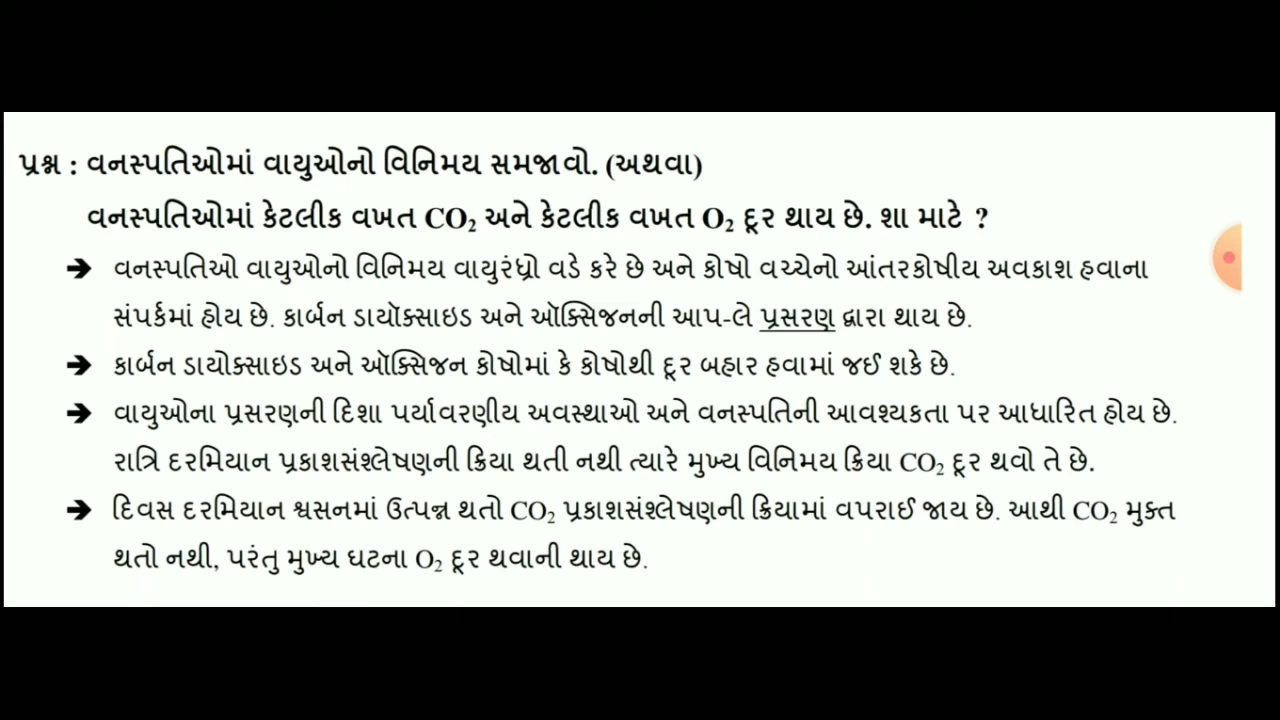 પ્રશ્ન : વનસ્પતિઓમાં વાયુઓનો વિનિમય સમજાવો. (અથવા)
વનસ્પતિઓમાં કેટલીક વખત CO₂ અને કેટલીક વખત O₂ દૂર થાય છે. શા માટે ?
➔ વનસ્પતિઓ વાયુઓનો વિનિમય વાયુરંધ્રો વડે કરે છે અને કોષો વચ્ચેનો આંતરકોષીય અવકાશ હવાના
સંપર્કમાં હોય છે. કાર્બન ડાયૉક્સાઇડ અને ઑક્સિજનની આપ-લે પ્રસરણ દ્વારા થાય છે.
➔ કાર્બન ડાયોક્સાઇડ અને ઑક્સિજન કોષોમાં કે કોષોથી દૂર બહાર હવામાં જઈ શકે છે.
➔ વાયુઓના પ્રસરણની દિશા પર્યાવરણીય અવસ્થાઓ અને વનસ્પતિની આવશ્યકતા પર આધારિત હોય છે.
રાત્રિ દરમિયાન પ્રકાશસંશ્લેષણની ક્રિયા થતી નથી ત્યારે મુખ્ય વિનિમય ક્રિયા CO₂ દૂર થવો તે છે.
➔ દિવસ દરમિયાન શ્વસનમાં ઉત્પન્ન થતો CO₂ પ્રકાશસંશ્લેષણની ક્રિયામાં વપરાઈ જાય છે. આથી CO₂ મુક્ત
થતો નથી, પરંતુ મુખ્ય ઘટના O₂ દૂર થવાની થાય છે.